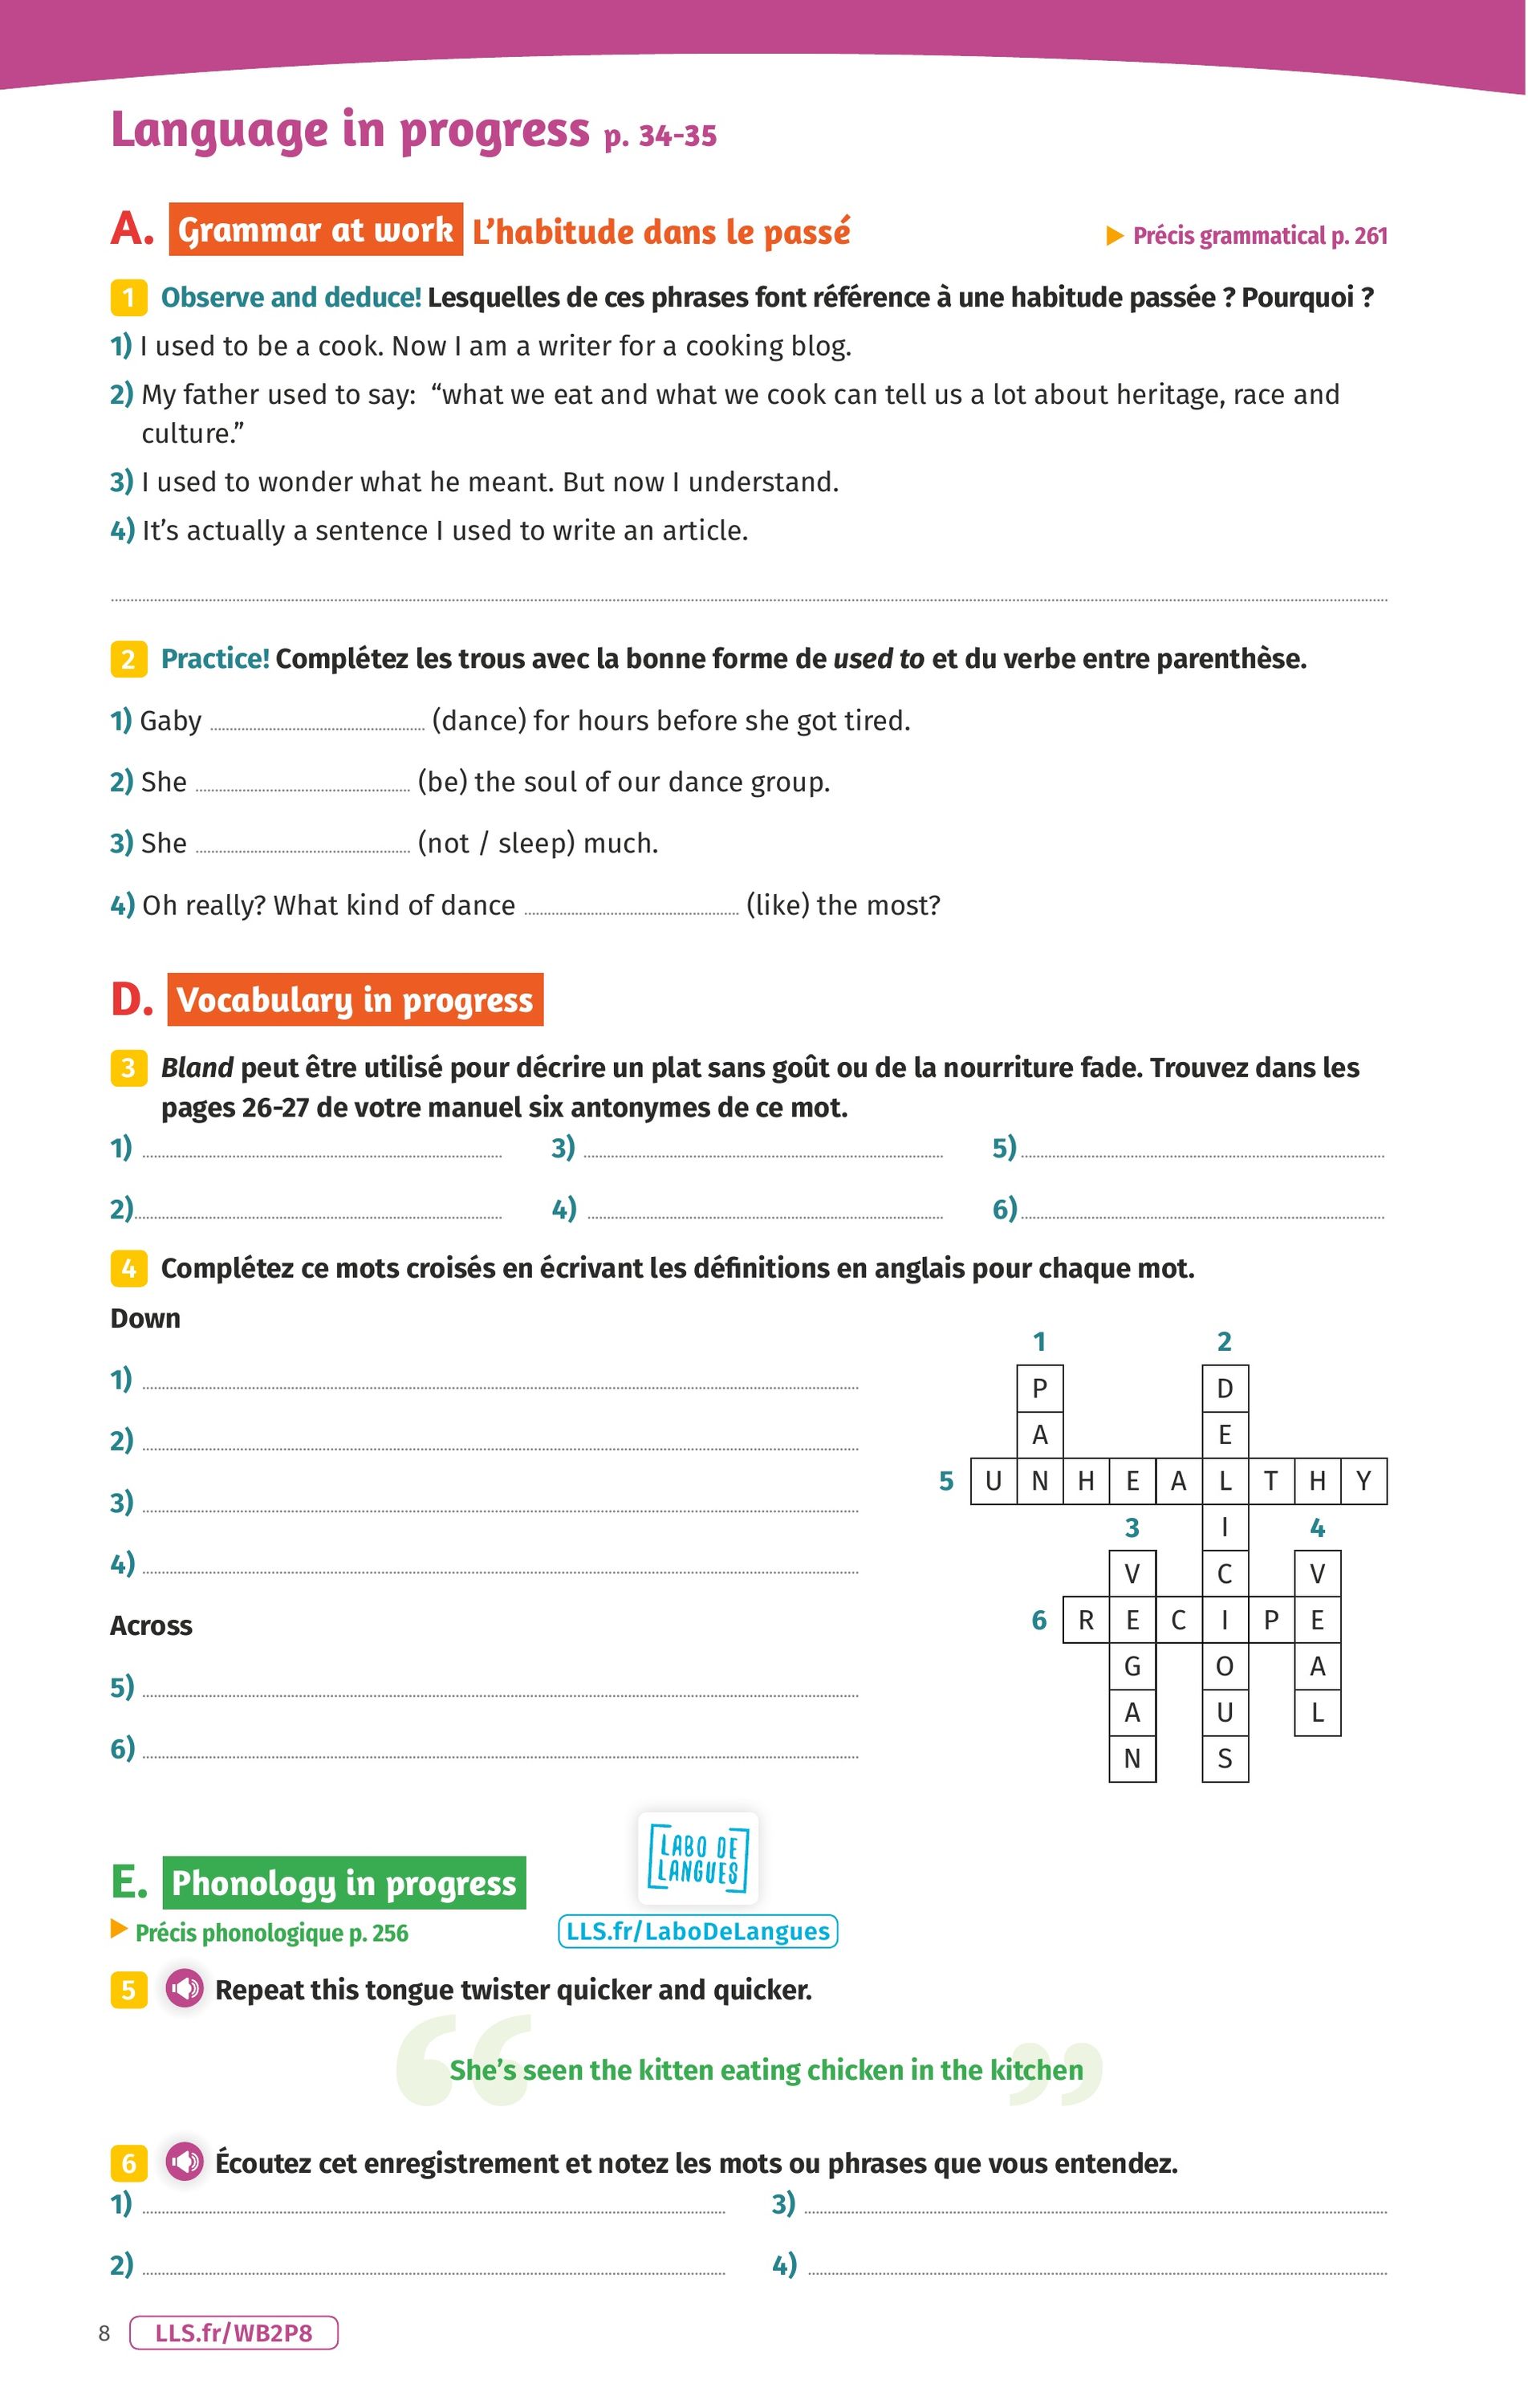 Language in progress p. 34-35
A. Grammar at work L'habitude dans le passé
Précis grammatical p. 261
1 Observe and deduce! Lesquelles de ces phrases font référence à une habitude passée ? Pourquoi ?
1) I used to be a cook. Now I am a writer for a cooking blog.
2) My father used to say: “what we eat and what we cook can tell us a lot about heritage, race and
culture.”
3) I used to wonder what he meant. But now I understand.
4) It’s actually a sentence I used to write an article.
2 Practice! Complétez les trous avec la bonne forme de used to et du verbe entre parenthèse.
1) Gaby (dance) for hours before she got tired.
2) She (be) the soul of our dance group.
3) She (not / sleep) much.
4) Oh really? What kind of dance (like) the most?
D. Vocabulary in progress
3 Bland peut être utilisé pour décrire un plat sans goût ou de la nourriture fade. Trouvez dans les
pages 26-27 de votre manuel six antonymes de ce mot.
1) 3) 5)
2) 4) 6)
4 Complétez ce mots croisés en écrivant les définitions en anglais pour chaque mot.
Down
1)
2)
3)
4)
Across
5)
6)
1 2
P D
A E
5 U N H E A L T H Y
3 I 4
V C V
6 R E C I P E
G O A
A U L
N S
LABO DE
LANGUES
E. Phonology in progress
Précis phonologique p. 256
LLS.fr/LaboDeLangues
5 Repeat this tongue twister quicker and quicker.
“ She’s seen the kitten eating chicken in the kitchen ”
6 Écoutez cet enregistrement et notez les mots ou phrases que vous entendez.
1) 3)
2) 4)
8 LLS.fr/WB2P8